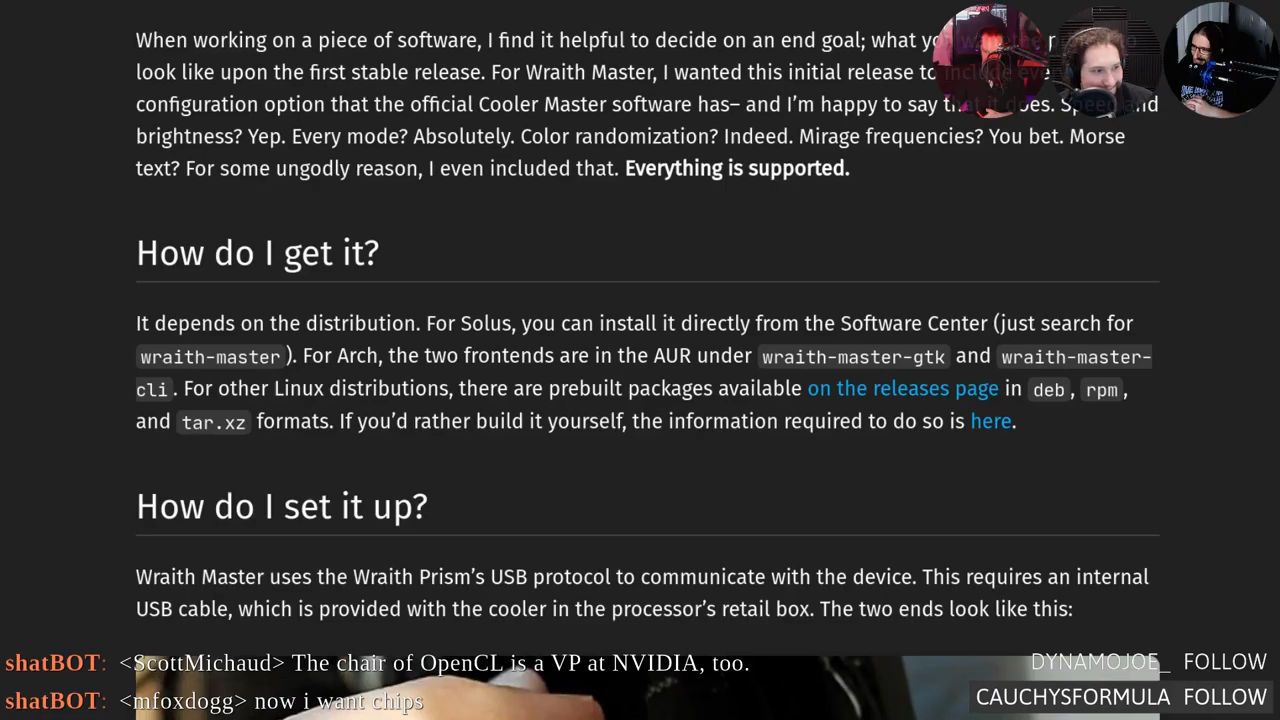 When working on a piece of software, I find it helpful to decide on an end goal; what
look like upon the first stable release. For Wraith Master, I wanted this initial release to include
configuration option that the official Cooler Master software has– and I'm happy to say that it does. Speed and
brightness? Yep. Every mode? Absolutely. Color randomization? Indeed. Mirage frequencies? You bet. Morse
text? For some ungodly reason, I even included that. Everything is supported.
How do I get it?
It depends on the distribution. For Solus, you can install it directly from the Software Center (just search for
wraith-master). For Arch, the two frontends are in the AUR under wraith-master-gtk and wraith-master-
cli. For other Linux distributions, there are prebuilt packages available on the releases page in deb, rpm,
and tar.xz formats. If you'd rather build it yourself, the information required to do so is here.
How do I set it up?
Wraith Master uses the Wraith Prism's USB protocol to communicate with the device. This requires an internal
USB cable, which is provided with the cooler in the processor's retail box. The two ends look like this:
shatBOT: <ScottMichaud> The chair of OpenCL is a VP at NVIDIA, too.
DYNAMOJOE_ FOLLOW
shatBOT: <mfoxdogg> now i want chips
CAUCHYSFORMULA FOLLOW